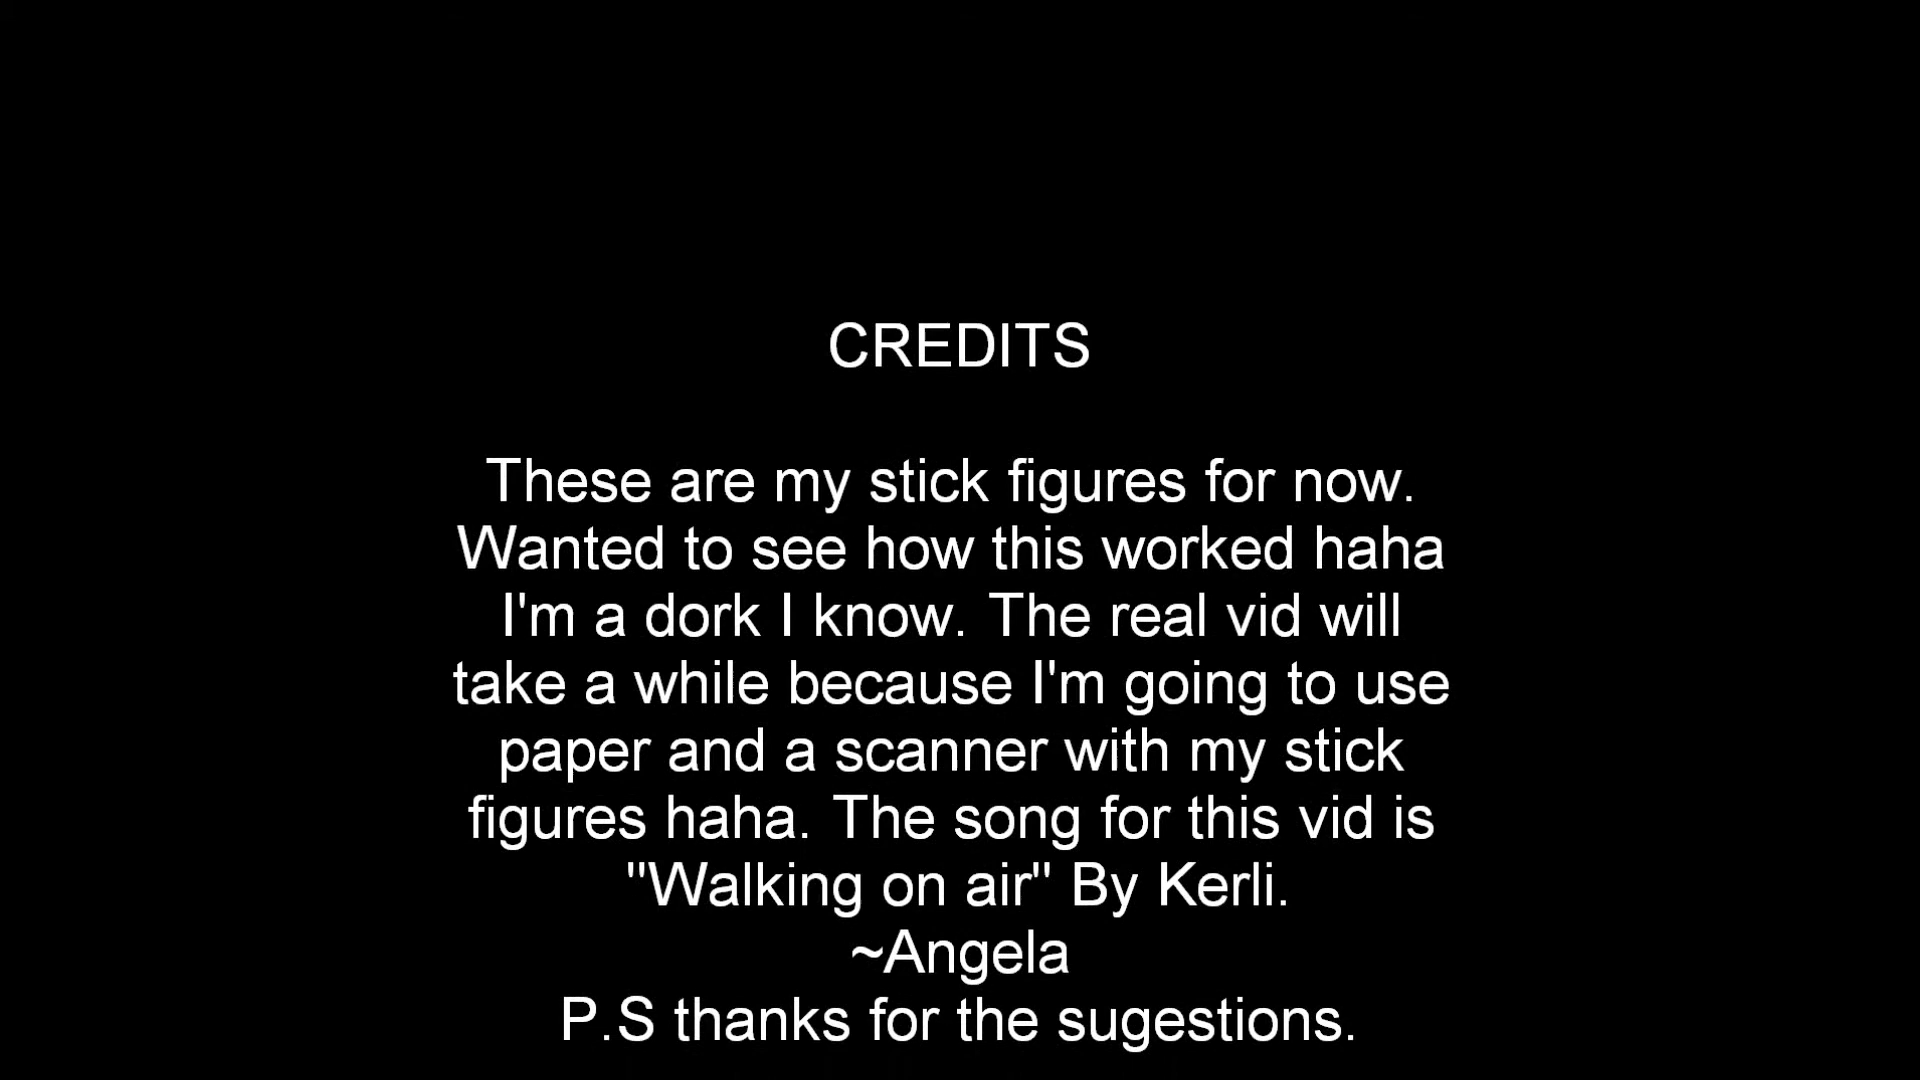 CREDITS
These are my stick figures for now.
Wanted to see how this worked haha
I'm a dork I know. The real vid will
take a while because I'm going to use
paper and a scanner with my stick
figures haha. The song for this vid is
"Walking on air" By Kerli.
~Angela
P.S thanks for the sugestions.